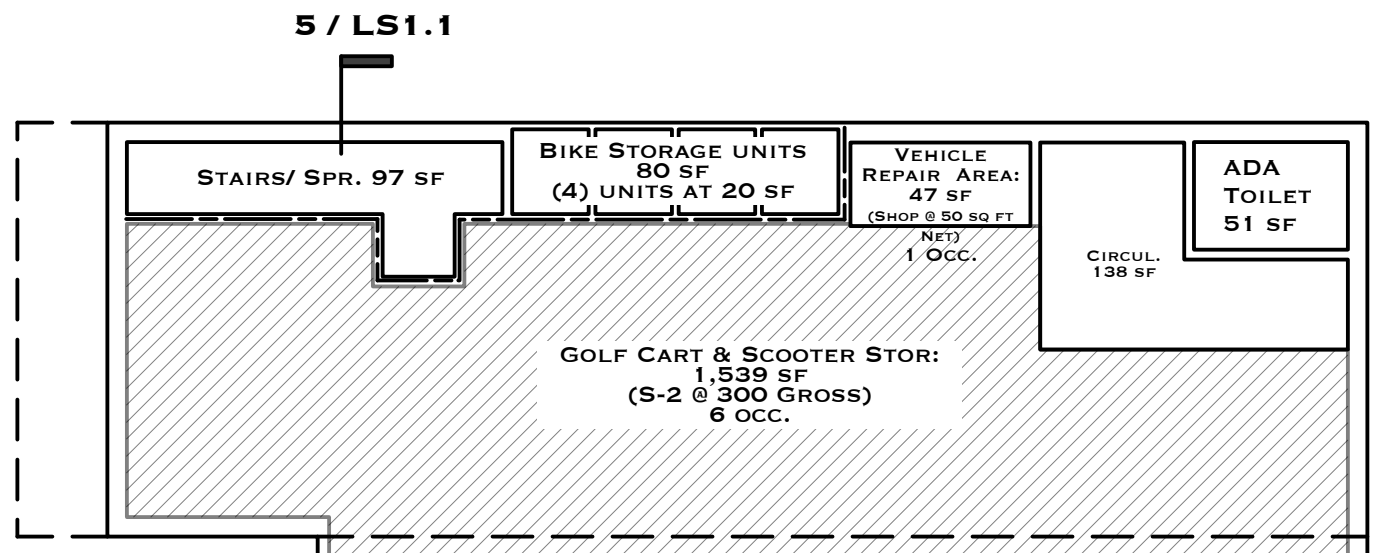 5 / LS1.1
Stairs/ Spr. 97 sf
Bike Storage units
80 sf
(4) units at 20 sf
Vehicle
Repair Area:
47 sf
(Shop @ 50 sq ft
Net)
1 Occ.
Circul.
138 sf
ADA
Toilet
51 sf
Golf Cart & Scooter Stor:
1,539 sf
(S-2 @ 300 Gross)
6 occ.